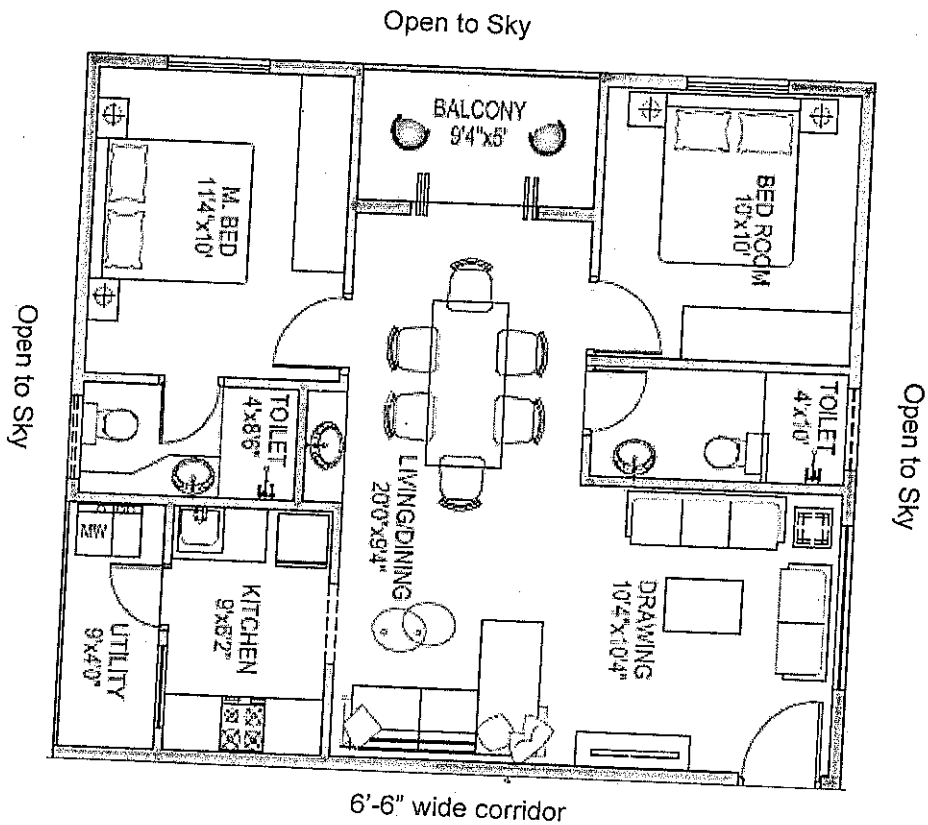 Open to Sky
BALCONY
9'4"x5'
M. BED
11'4"x10'
BED ROOM
10'x10'
Open to Sky
Open to Sky
TOILET
4'x8'6"
TOILET
4'x10'
LIVING/DINING
20'0"x9'4"
DRAWING
10'4"x10'4"
MW
KITCHEN
9'x6'2"
UTILITY
9'x4'0"
6'-6" wide corridor